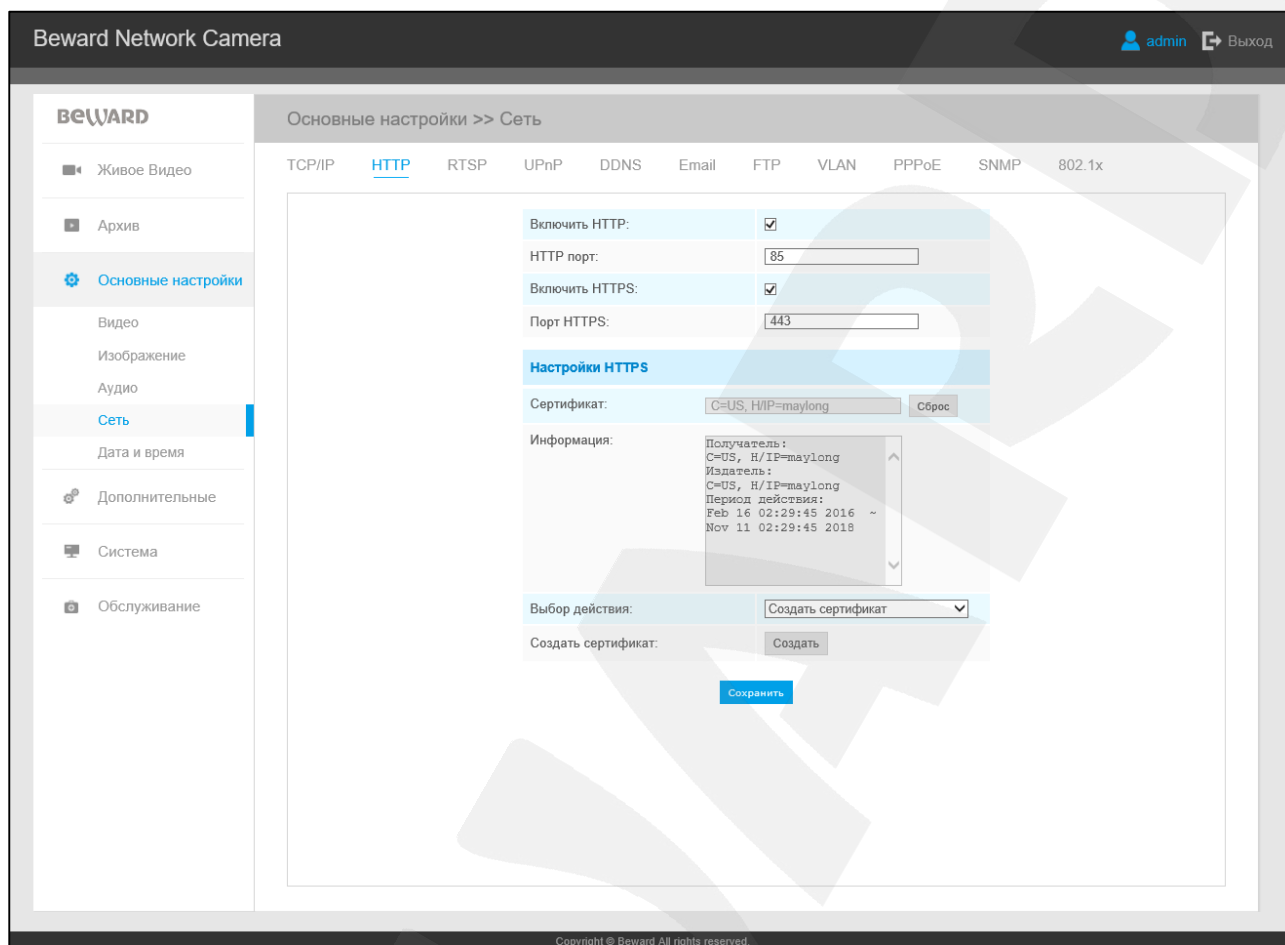 Beward Network Camera
admin Выход
BEWARD
Основные настройки >> Сеть
TCP/IP HTTP RTSP UPnP DDNS Email FTP VLAN PPPoE SNMP 802.1x
Живое Видео
Архив
Основные настройки
Видео
Изображение
Аудио
Сеть
Дата и время
Дополнительные
Система
Обслуживание
Включить HTTP:
HTTP порт: 85
Включить HTTPS:
Порт HTTPS: 443
Настройки HTTPS
Сертификат: C=US, H/IP=maylong Сброс
Информация:
Получатель:
C=US, H/IP=maylong
Издатель:
C=US, H/IP=maylong
Период действия:
Feb 16 02:29:45 2016 ~
Nov 11 02:29:45 2018
Выбор действия: Создать сертификат
Создать сертификат: Создать
Сохранить
Copyright © Beward All rights reserved.